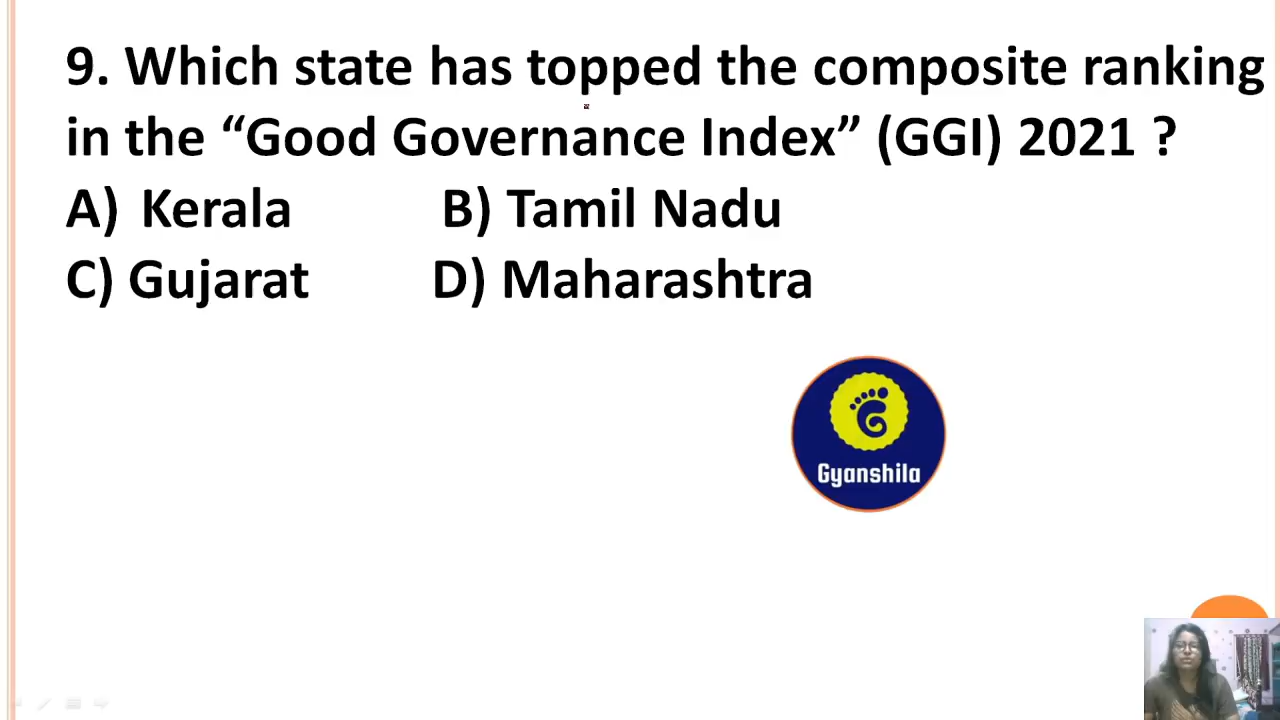 9. Which state has topped the composite ranking
in the “Good Governance Index” (GGI) 2021 ?
A) Kerala B) Tamil Nadu
C) Gujarat D) Maharashtra
Gyanshila